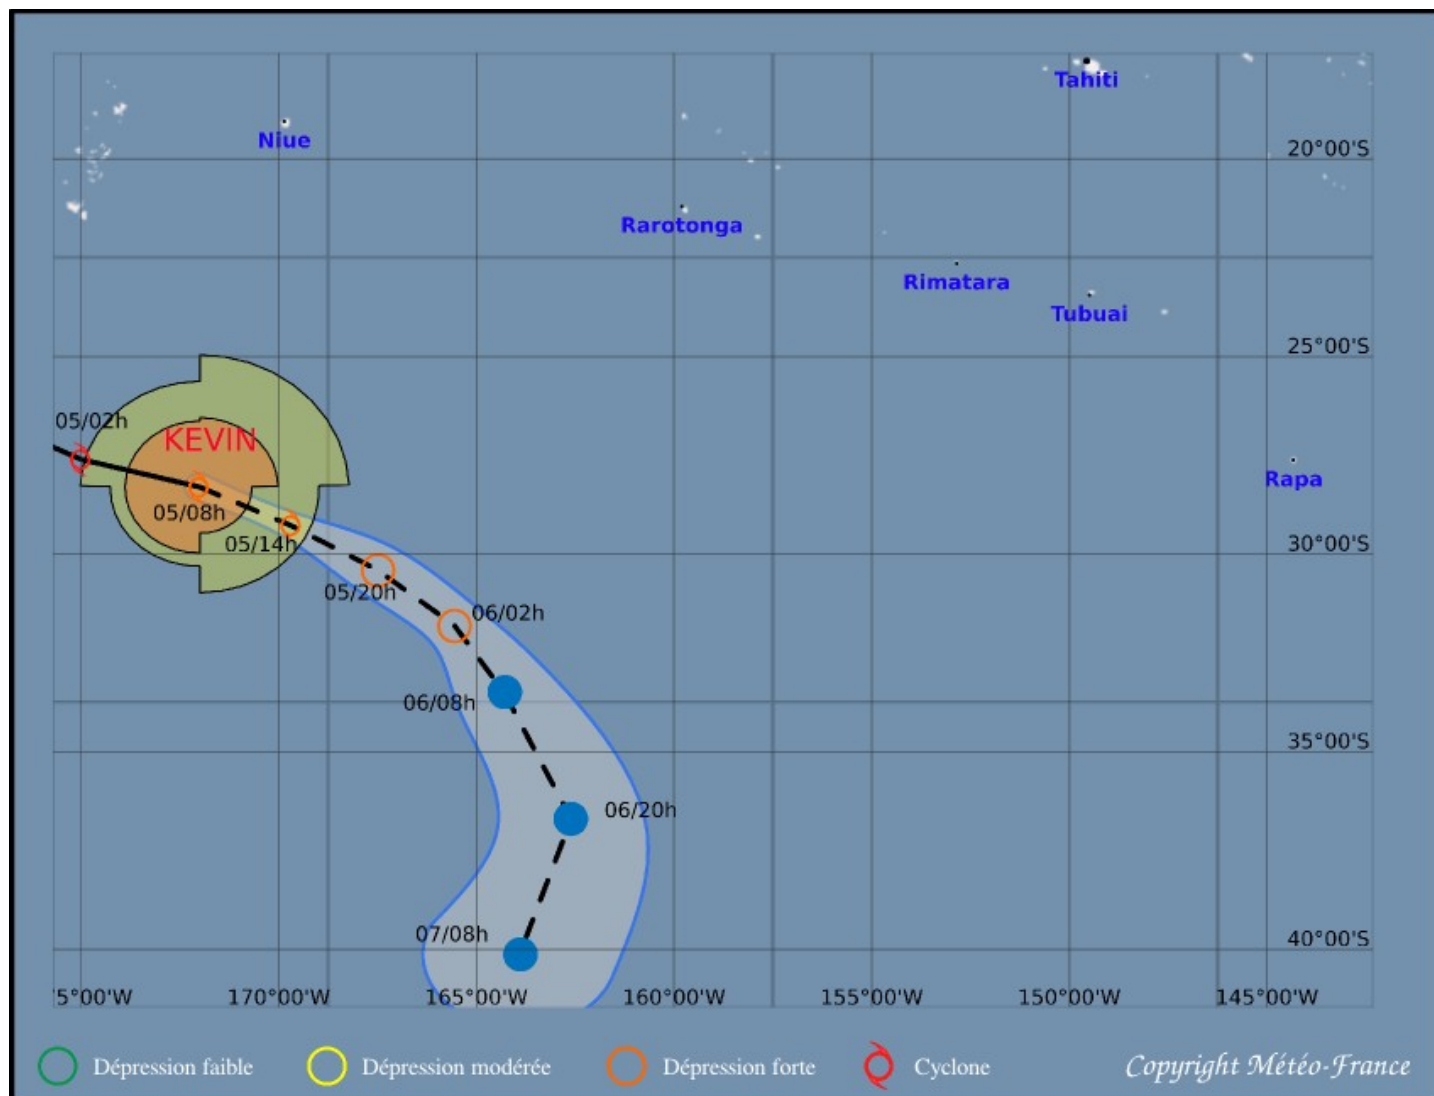 Tahiti
Niue
20°00'S
Rarotonga
Rimatara
Tubuai
25°00'S
05/02h
KEVIN
Rapa
05/08h
05/14h
30°00'S
05/20h
06/02h
06/08h
35°00'S
06/20h
07/08h
40°00'S
5°00'W 170°00'W 165°00'W 160°00'W 155°00'W 150°00'W 145°00'W
Dépression faible Dépression modérée Dépression forte Cyclone Copyright Météo-France